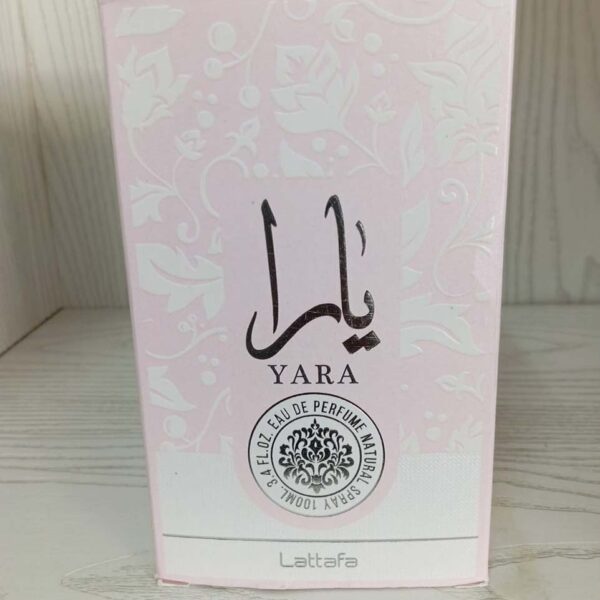 يارا
YARA
EAU DE PERFUME NATURAL SPRAY 100ML. 3.4 FL.OZ.
Lattafa